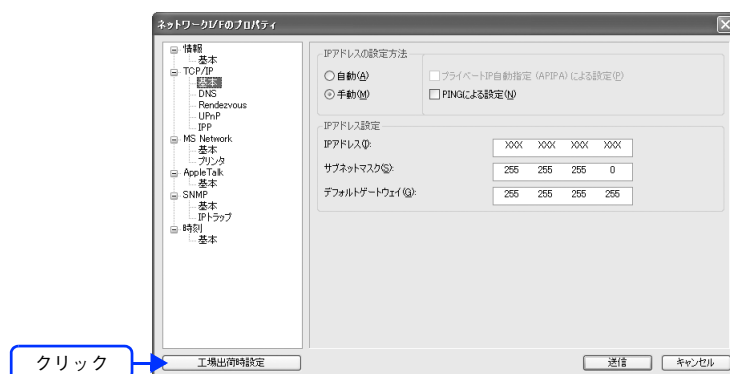 ネットワークI/Fのプロパティ
情報
基本
TCP/IP
基本
DNS
Rendezvous
UPnP
IPP
MS Network
基本
プリンタ
AppleTalk
基本
SNMP
基本
IPトラップ
時刻
基本
IPアドレスの設定方法
自動(A)
手動(M)
プライベートIP自動指定 (APIPA) による設定(P)
PINGによる設定(N)
IPアドレス設定
IPアドレス(I):
XXX XXX XXX XXX
サブネットマスク(S):
255 255 255 0
デフォルトゲートウェイ(G):
255 255 255 255
クリック
工場出荷時設定
送信
キャンセル